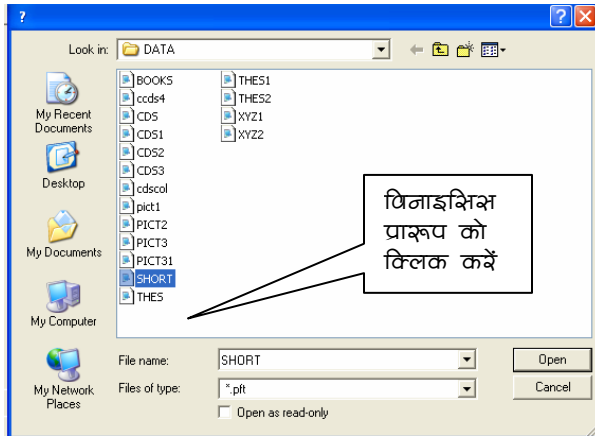 ?
Look in:
DATA
My Recent
Documents
Desktop
My Documents
My Computer
My Network
Places
BOOKS
ccds4
CDS
CDS1
CDS2
CDS3
cdscol
pict1
PICT2
PICT3
PICT31
SHORT
THES
THES1
THES2
XYZ1
XYZ2
विनाइसिस
प्रारूप को
क्लिक करें
File name:
SHORT
Open
Files of type:
*.pft
Cancel
Open as read-only